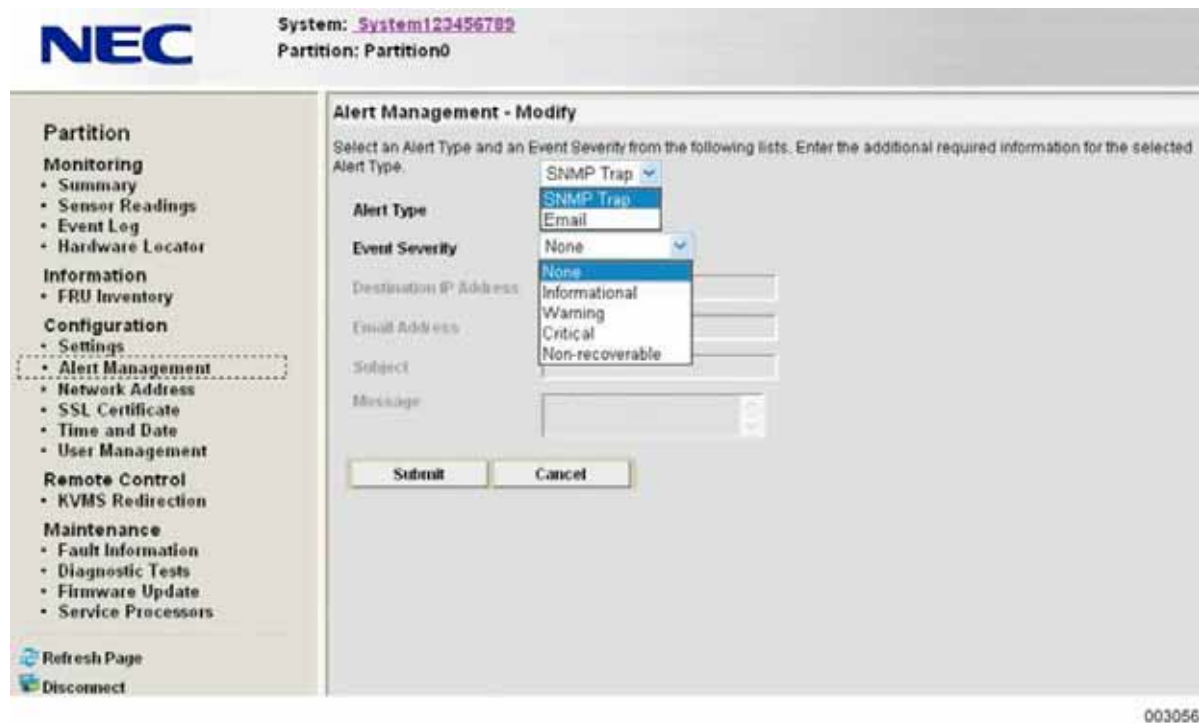 NEC
System: System123456789
Partition: Partition0
Partition
Monitoring
• Summary
• Sensor Readings
• Event Log
• Hardware Locator
Information
• FRU Inventory
Configuration
• Settings
• Alert Management
• Network Address
• SSL Certificate
• Time and Date
• User Management
Remote Control
• KVMS Redirection
Maintenance
• Fault Information
• Diagnostic Tests
• Firmware Update
• Service Processors
Refresh Page
Disconnect
Alert Management - Modify
Select an Alert Type and an Event Severity from the following lists. Enter the additional required information for the selected
Alert Type.
SNMP Trap
Alert Type
SNMP Trap
Email
Event Severity
None
None
Informational
Warning
Critical
Non-recoverable
Destination IP Address
Email Address
Subject
Message
Submit
Cancel
003056